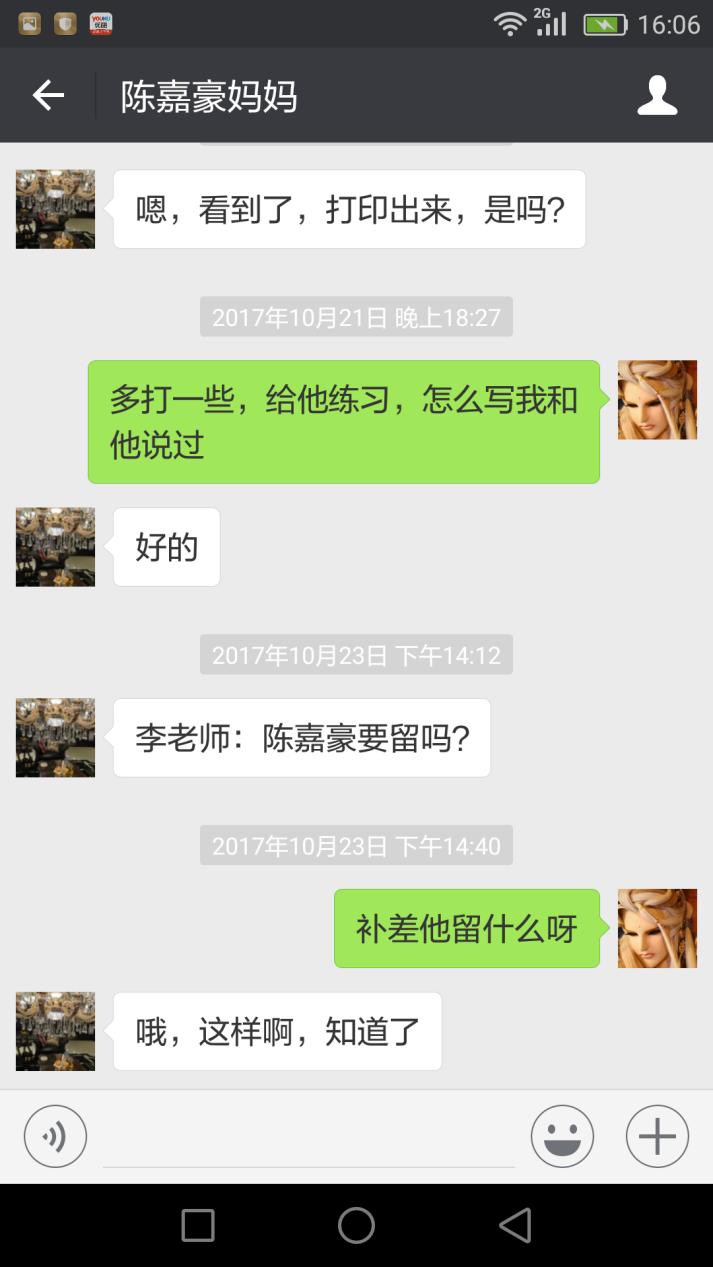 2G
16:06
陈嘉豪妈妈
嗯，看到了，打印出来，是吗?
2017年10月21日 晚上18:27
多打一些，给他练习，怎么写我和
他说过
好的
2017年10月23日 下午14:12
李老师：陈嘉豪要留吗?
2017年10月23日 下午14:40
补差他留什么呀
哦，这样啊，知道了